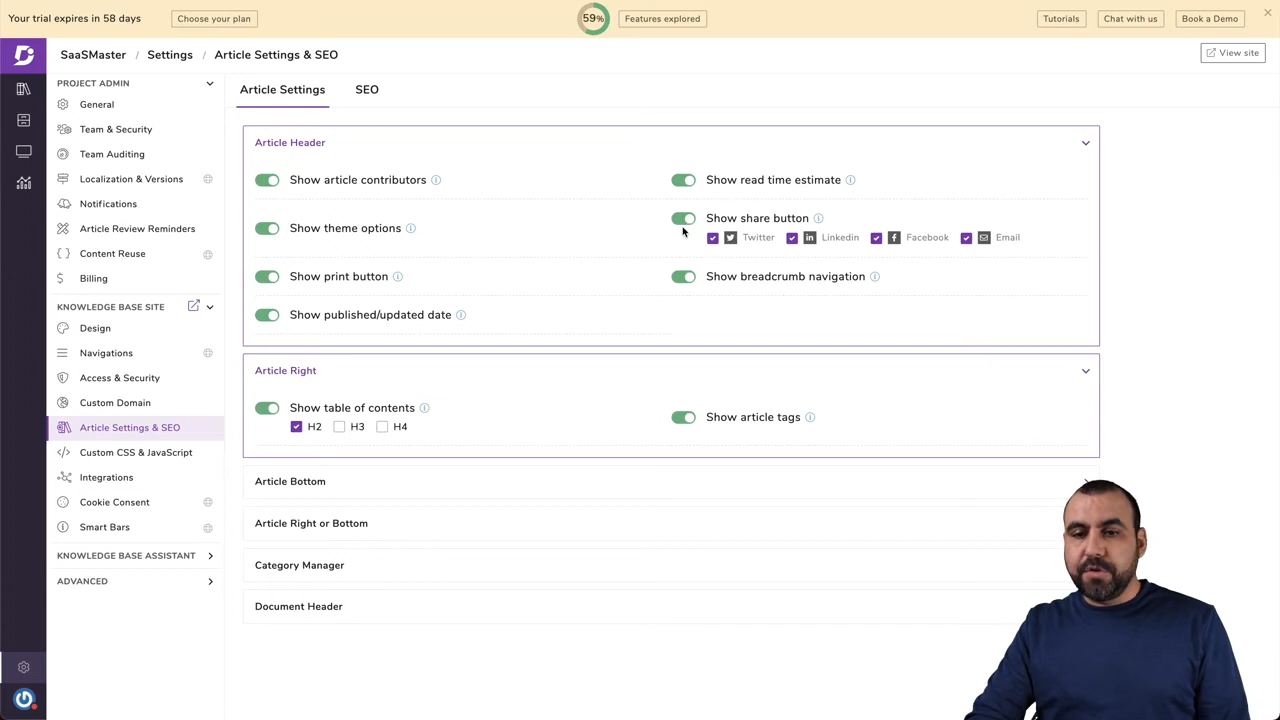 Your trial expires in 58 days
Choose your plan
59%
Features explored
Tutorials
Chat with us
Book a Demo
SaaSMaster / Settings / Article Settings & SEO
View site
PROJECT ADMIN
General
Team & Security
Team Auditing
Localization & Versions
Notifications
Article Review Reminders
Content Reuse
Billing
KNOWLEDGE BASE SITE
Design
Navigations
Access & Security
Custom Domain
Article Settings & SEO
Custom CSS & JavaScript
Integrations
Cookie Consent
Smart Bars
KNOWLEDGE BASE ASSISTANT
ADVANCED
Article Settings
SEO
Article Header
Show article contributors
Show read time estimate
Show theme options
Show share button
Twitter
Linkedin
Facebook
Email
Show print button
Show breadcrumb navigation
Show published/updated date
Article Right
Show table of contents
H2 H3 H4
Show article tags
Article Bottom
Article Right or Bottom
Category Manager
Document Header